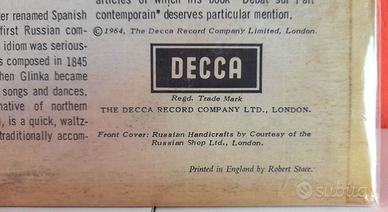 er renamed Spanish
first Russian com-
idiom was serious-
s composed in 1845
hen Glinka became
songs and dances.
native of northern
, is a quick, waltz-
traditionally accom-
articles of which his book "Débat sur l'art
contemporain" deserves particular mention.
©1964, The Decca Record Company Limited, London.
DECCA
Regd. Trade Mark
THE DECCA RECORD COMPANY LTD., LONDON.
Front Cover: Russian Handicrafts by Courtesy of the
Russian Shop Ltd., London.
Printed in England by Robert Stace.
subito